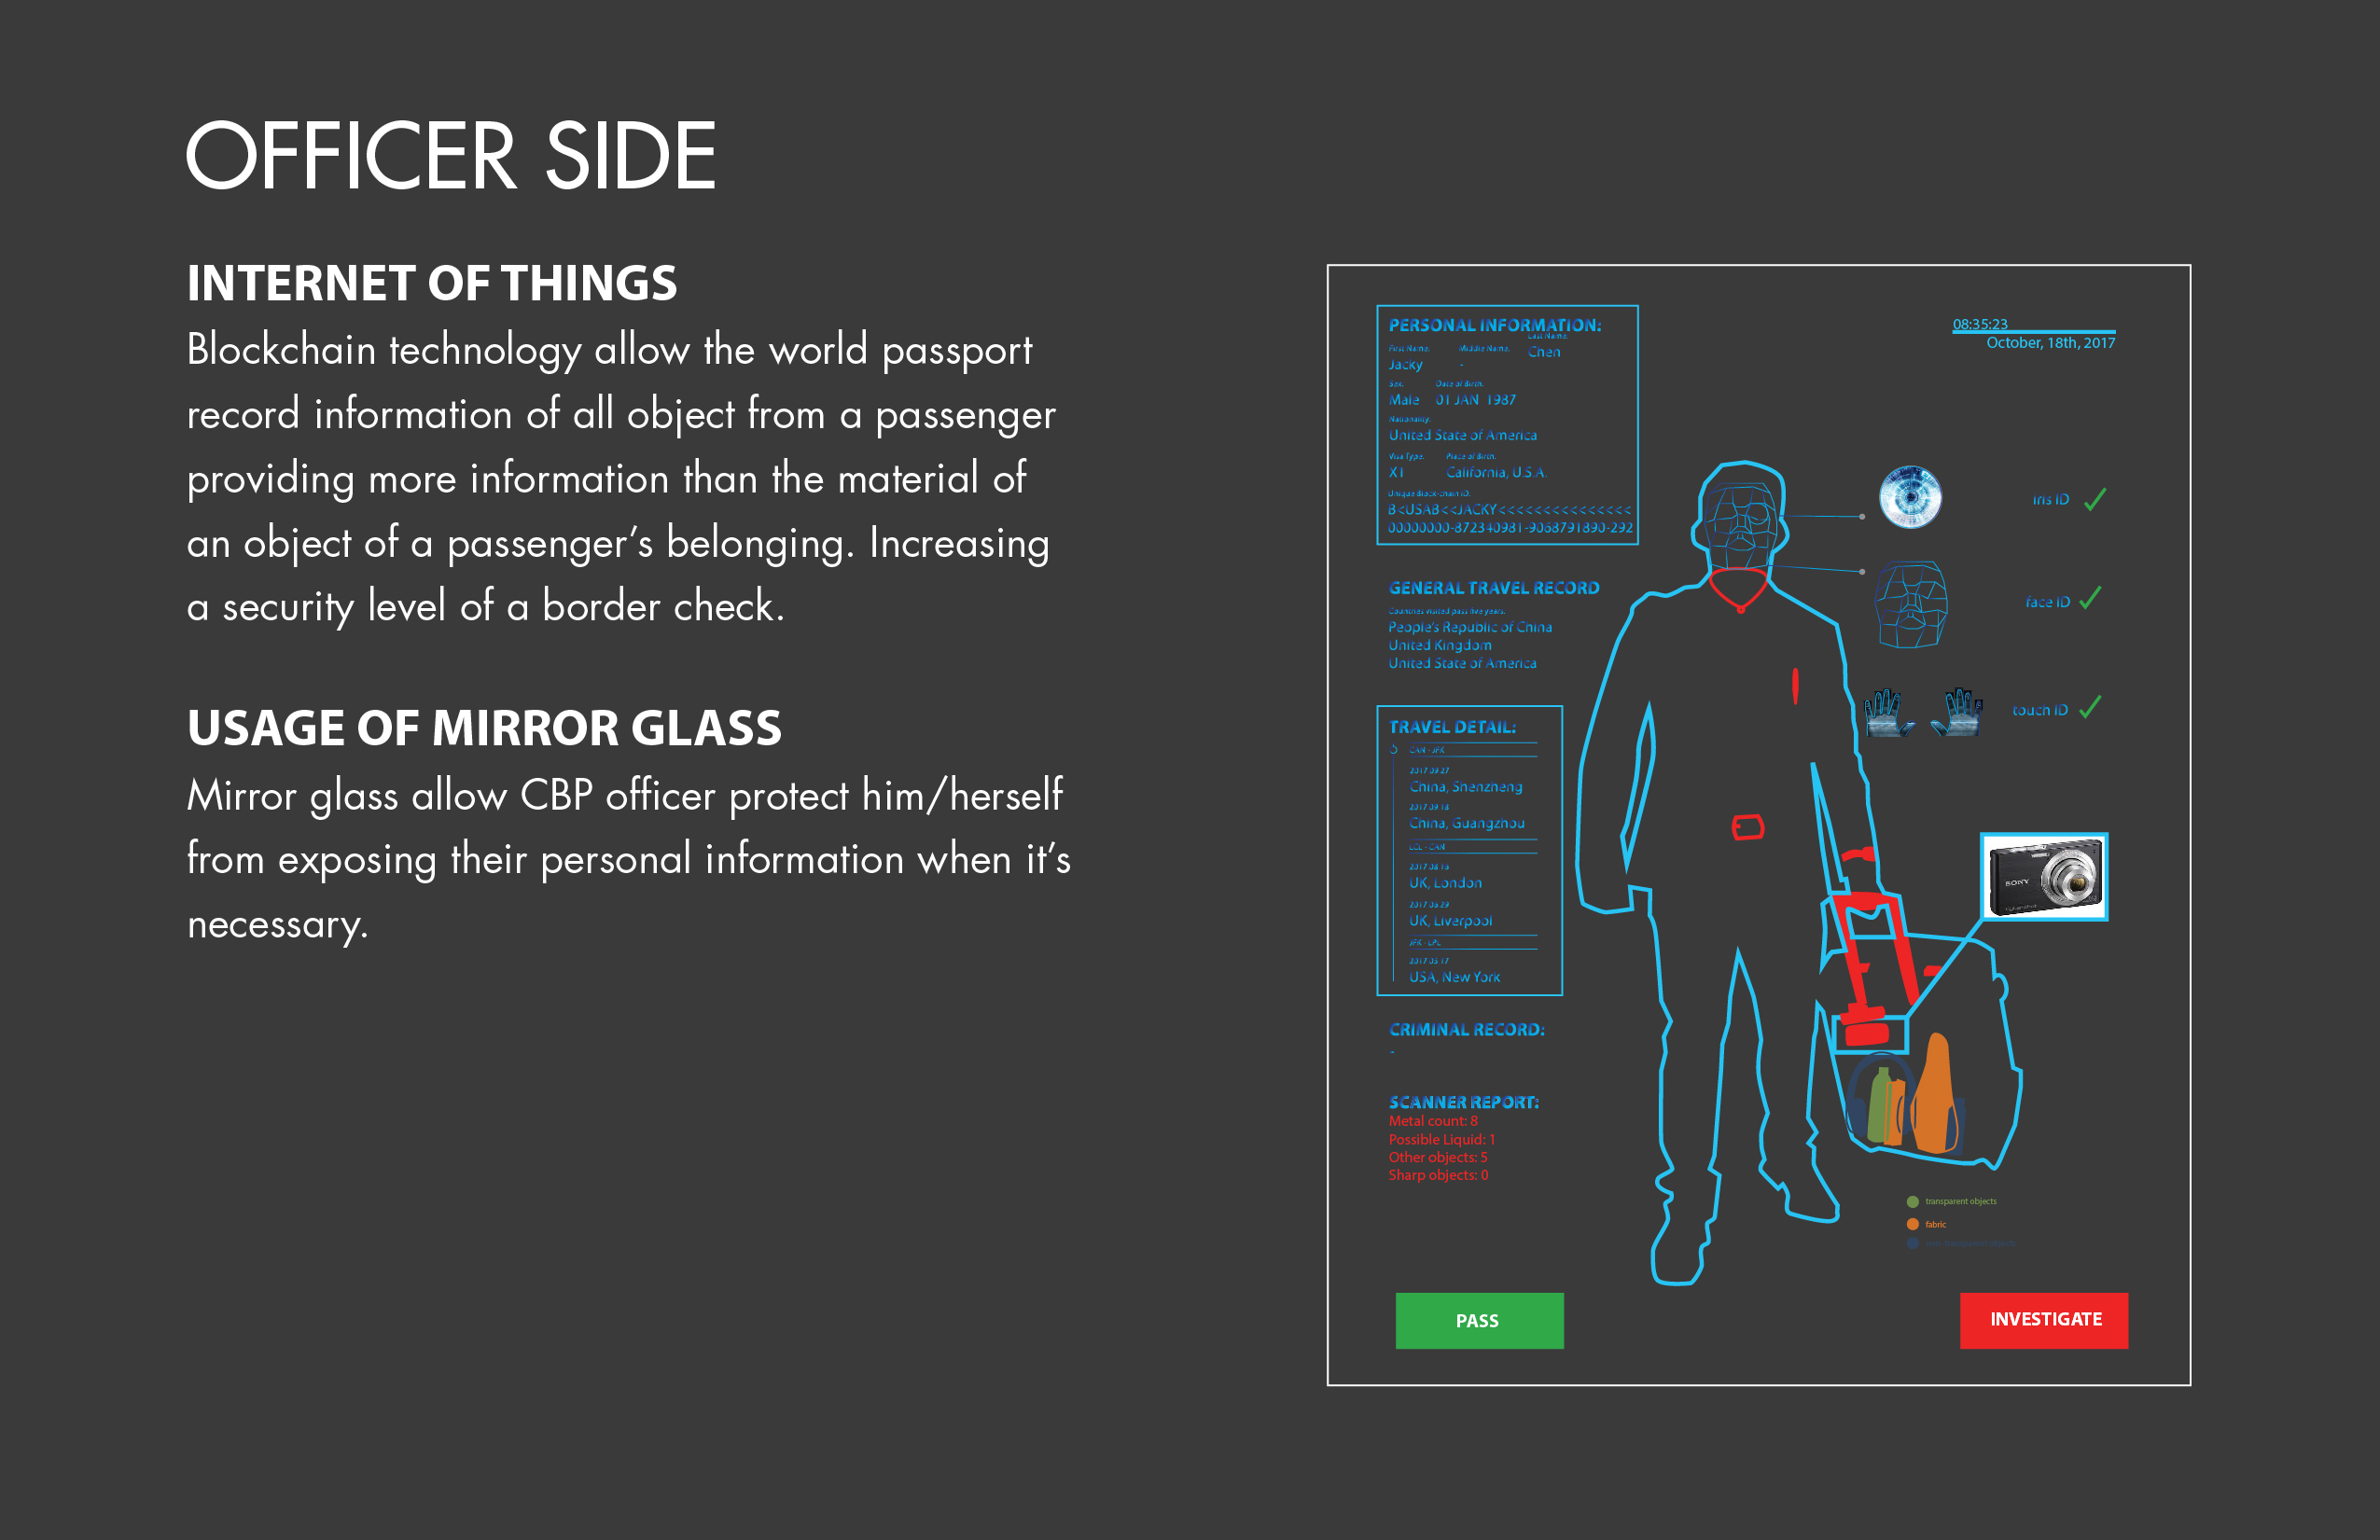 OFFICER SIDE
INTERNET OF THINGS
Blockchain technology allow the world passport
record information of all object from a passenger
providing more information than the material of
an object of a passenger’s belonging. Increasing
a security level of a border check.
USAGE OF MIRROR GLASS
Mirror glass allow CBP officer protect him/herself
from exposing their personal information when it’s
necessary.
PERSONAL INFORMATION:
First Name. Middle Name. Last Name.
Jacky - Chen
Sex. Date of Birth.
Male 01 JAN 1987
Nationality.
United State of America
Visa Type. Place of Birth.
X1 California, U.S.A.
Unique Block-chain ID.
B<USAB<<JACKY<<<<<<<<<<<<<<<
00000000-872340981-9068791890-292
GENERAL TRAVEL RECORD
Countries visited pass five years.
People’s Republic of China
United Kingdom
United State of America
TRAVEL DETAIL:
CAN - JFK
2017 09 27
China, Shenzheng
2017 09 18
China, Guangzhou
LCL - CAN
UK, London
UK, Liverpool
JFK - LPL
2017 05 17
USA, New York
CRIMINAL RECORD:
-
SCANNER REPORT:
Metal count: 8
Possible Liquid: 1
Other objects: 5
Sharp objects: 0
08:35:23
October, 18th, 2017
iris ID
face ID
touch ID
SONY
transparent objects
fabric
PASS
INVESTIGATE